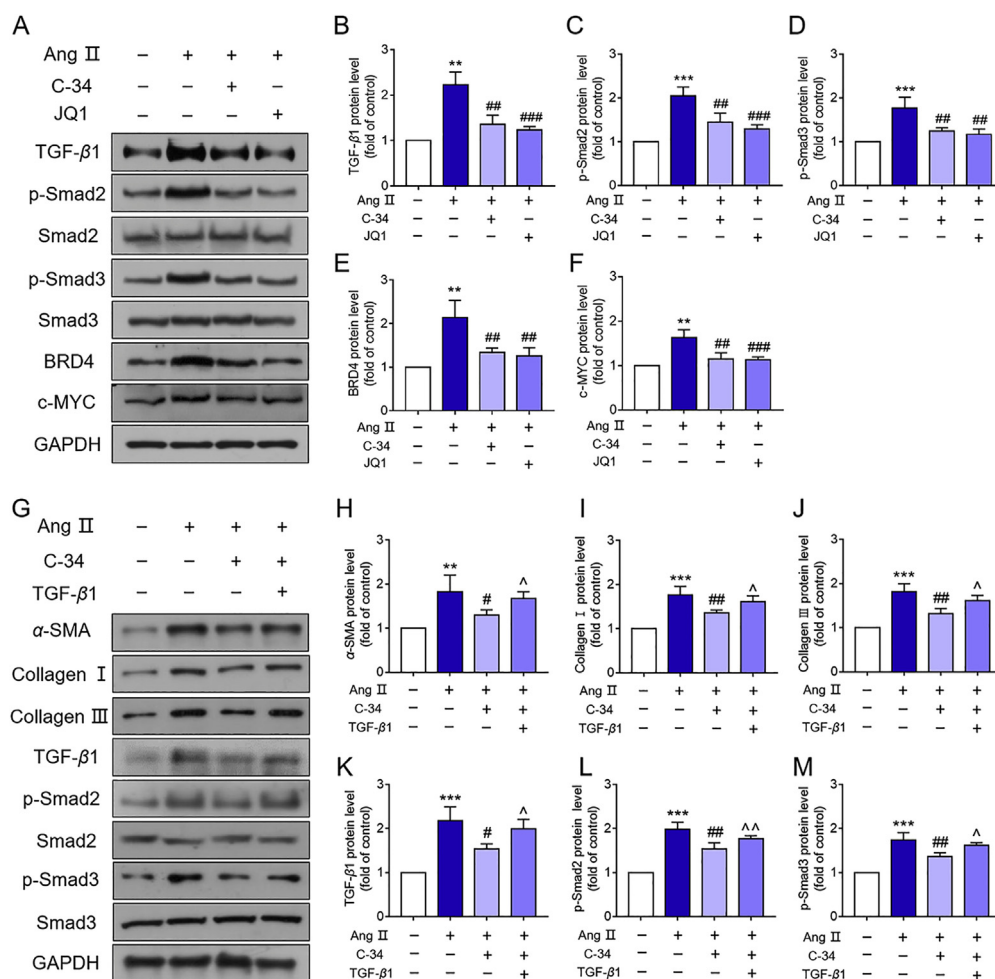 A
Ang II − + + +
C-34 +
JQ1 +
TGF-β1
p-Smad2
Smad2
p-Smad3
Smad3
BRD4
c-MYC
GAPDH
B
TGF-β1 protein level
(fold of control)
3
2
1
0
**
##
###
Ang II − + + +
C-34 − − + −
JQ1 − − − +
C
p-Smad2 protein level
(fold of control)
3
2
1
0
***
##
###
Ang II − + + +
C-34 − − + −
JQ1 − − − +
D
p-Smad3 protein level
(fold of control)
3
2
1
0
***
##
##
Ang II − + + +
C-34 − − + −
JQ1 − − − +
E
BRD4 protein level
(fold of control)
3
2
1
0
**
##
##
Ang II − + + +
C-34 − − + −
JQ1 − − − +
F
c-MYC protein level
(fold of control)
3
2
1
0
**
##
###
Ang II − + + +
C-34 − − + −
JQ1 − − − +
G
Ang II − + + +
C-34 − − + +
TGF-β1 − − − +
α-SMA
Collagen I
Collagen III
TGF-β1
p-Smad2
Smad2
p-Smad3
Smad3
GAPDH
H
α-SMA protein level
(fold of control)
3
2
1
0
**
#
^
Ang II − + + +
C-34 − − + +
TGF-β1 − − − +
I
Collagen I protein level
(fold of control)
3
2
1
0
***
##
^
Ang II − + + +
C-34 − − + +
TGF-β1 − − − +
J
Collagen III protein level
(fold of control)
3
2
1
0
***
##
^
Ang II − + + +
C-34 − − + +
TGF-β1 − − − +
K
TGF-β1 protein level
(fold of control)
3
2
1
0
***
#
^
Ang II − + + +
C-34 − − + +
TGF-β1 − − − +
L
p-Smad2 protein level
(fold of control)
3
2
1
0
***
##
^^
Ang II − + + +
C-34 − − + +
TGF-β1 − − − +
M
p-Smad3 protein level
(fold of control)
3
2
1
0
***
##
^
Ang II − + + +
C-34 − − + +
TGF-β1 − − − +